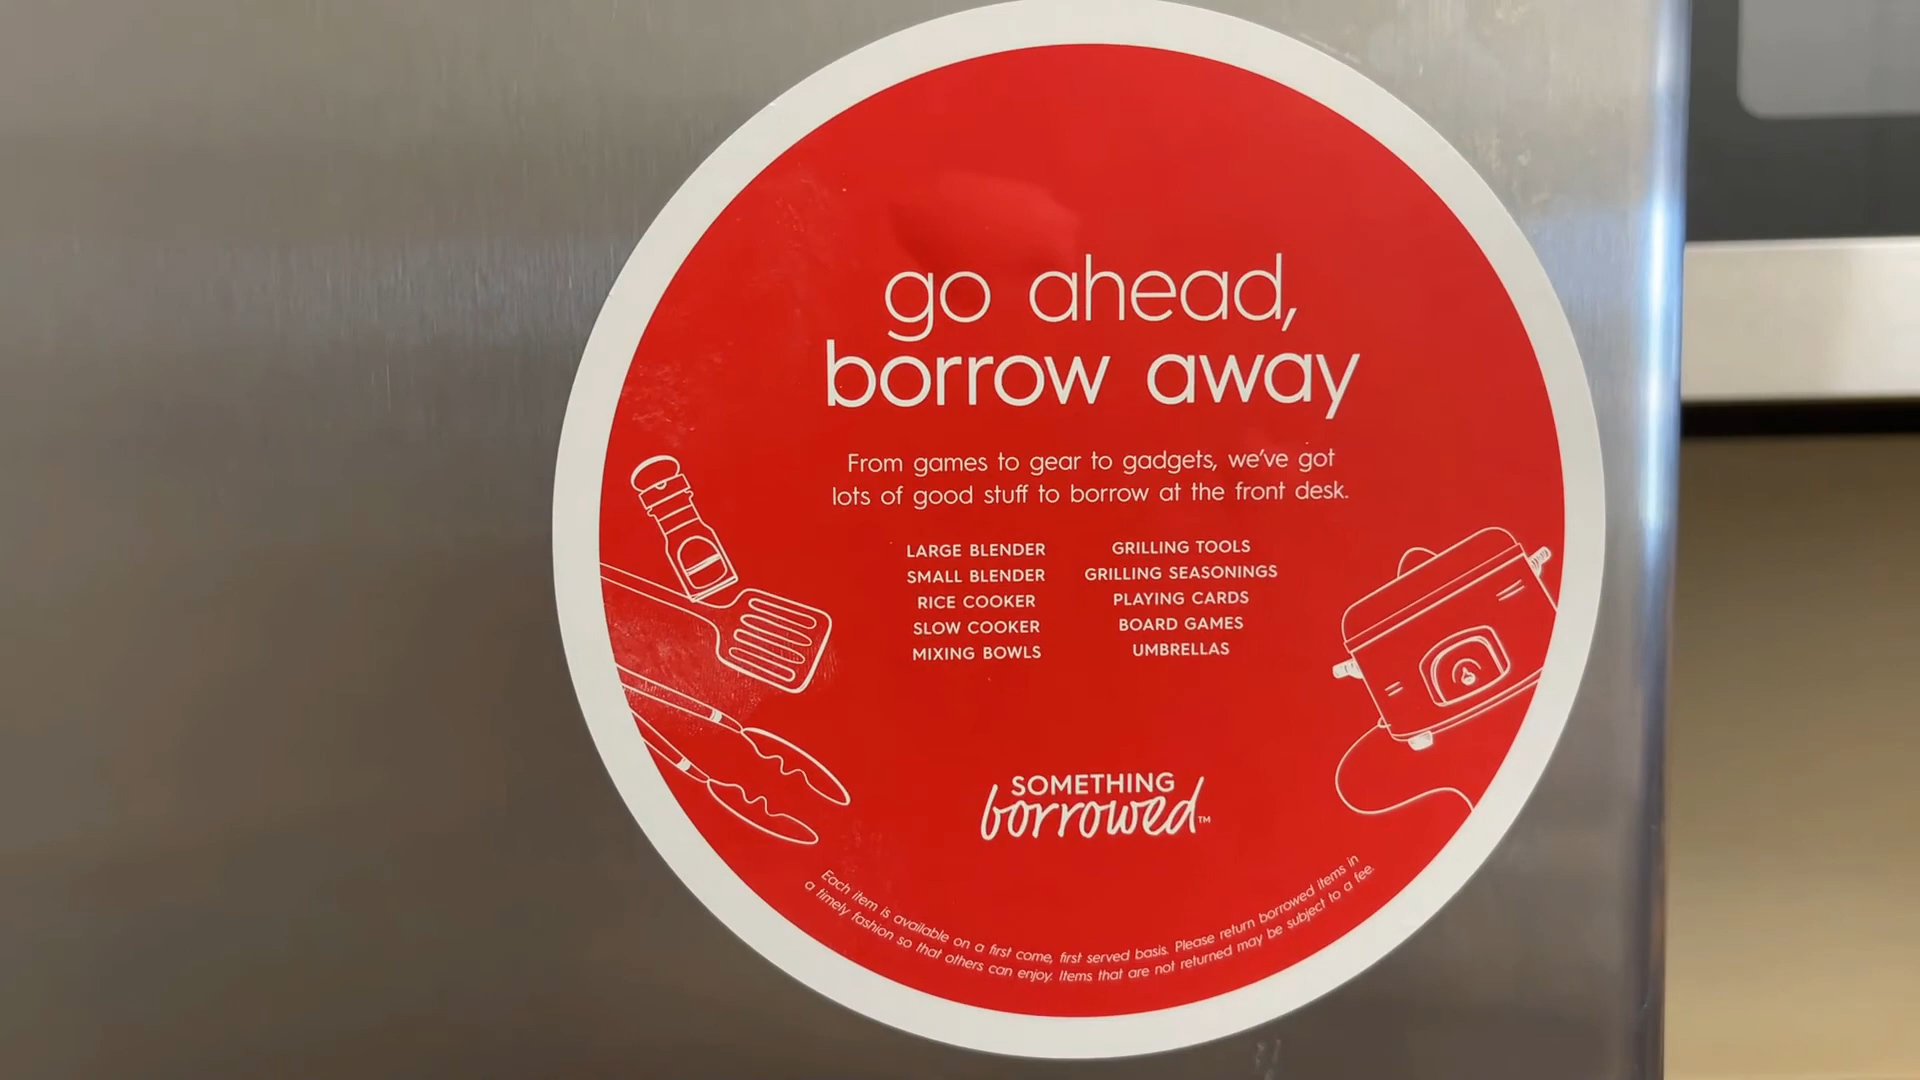 go ahead,
borrow away
From games to gear to gadgets, we've got
lots of good stuff to borrow at the front desk.
LARGE BLENDER
SMALL BLENDER
RICE COOKER
SLOW COOKER
MIXING BOWLS
GRILLING TOOLS
GRILLING SEASONINGS
PLAYING CARDS
BOARD GAMES
UMBRELLAS
SOMETHING
borrowed™
Each item is available on a first come, first served basis. Please return borrowed items in
a timely fashion so that others can enjoy. Items that are not returned may be subject to a fee.